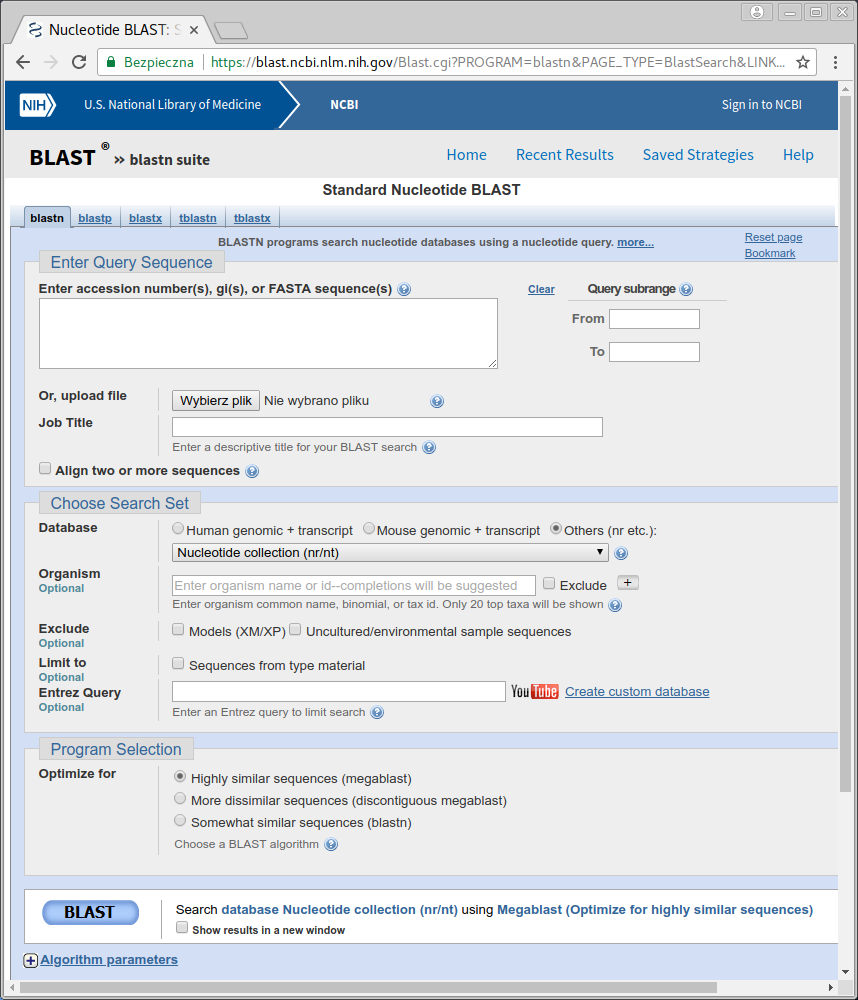 Nucleotide BLAST: S
Bezpieczna https://blast.ncbi.nlm.nih.gov/Blast.cgi?PROGRAM=blastn&PAGE_TYPE=BlastSearch&LINK...
NIH U.S. National Library of Medicine NCBI Sign in to NCBI
BLAST ® » blastn suite Home Recent Results Saved Strategies Help
Standard Nucleotide BLAST
blastn blastp blastx tblastn tblastx
BLASTN programs search nucleotide databases using a nucleotide query. more... Reset page
Bookmark
Enter Query Sequence
Enter accession number(s), gi(s), or FASTA sequence(s) Clear Query subrange
From
To
Or, upload file Wybierz plik Nie wybrano pliku
Job Title
Enter a descriptive title for your BLAST search
Align two or more sequences
Choose Search Set
Database Human genomic + transcript Mouse genomic + transcript Others (nr etc.):
Nucleotide collection (nr/nt)
Organism
Optional
Enter organism name or id--completions will be suggested Exclude +
Enter organism common name, binomial, or tax id. Only 20 top taxa will be shown
Exclude
Optional
Models (XM/XP) Uncultured/environmental sample sequences
Limit to
Optional
Sequences from type material
Entrez Query
Optional
YouTube Create custom database
Enter an Entrez query to limit search
Program Selection
Optimize for Highly similar sequences (megablast)
More dissimilar sequences (discontiguous megablast)
Somewhat similar sequences (blastn)
Choose a BLAST algorithm
BLAST Search database Nucleotide collection (nr/nt) using Megablast (Optimize for highly similar sequences)
Show results in a new window
Algorithm parameters